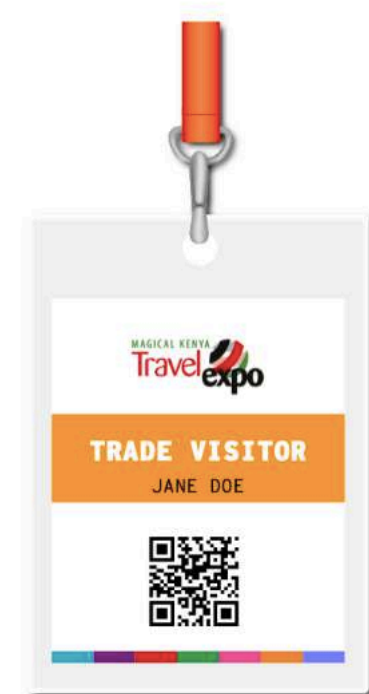 MAGICAL KENYA
Travel
expo
TRADE VISITOR
JANE DOE